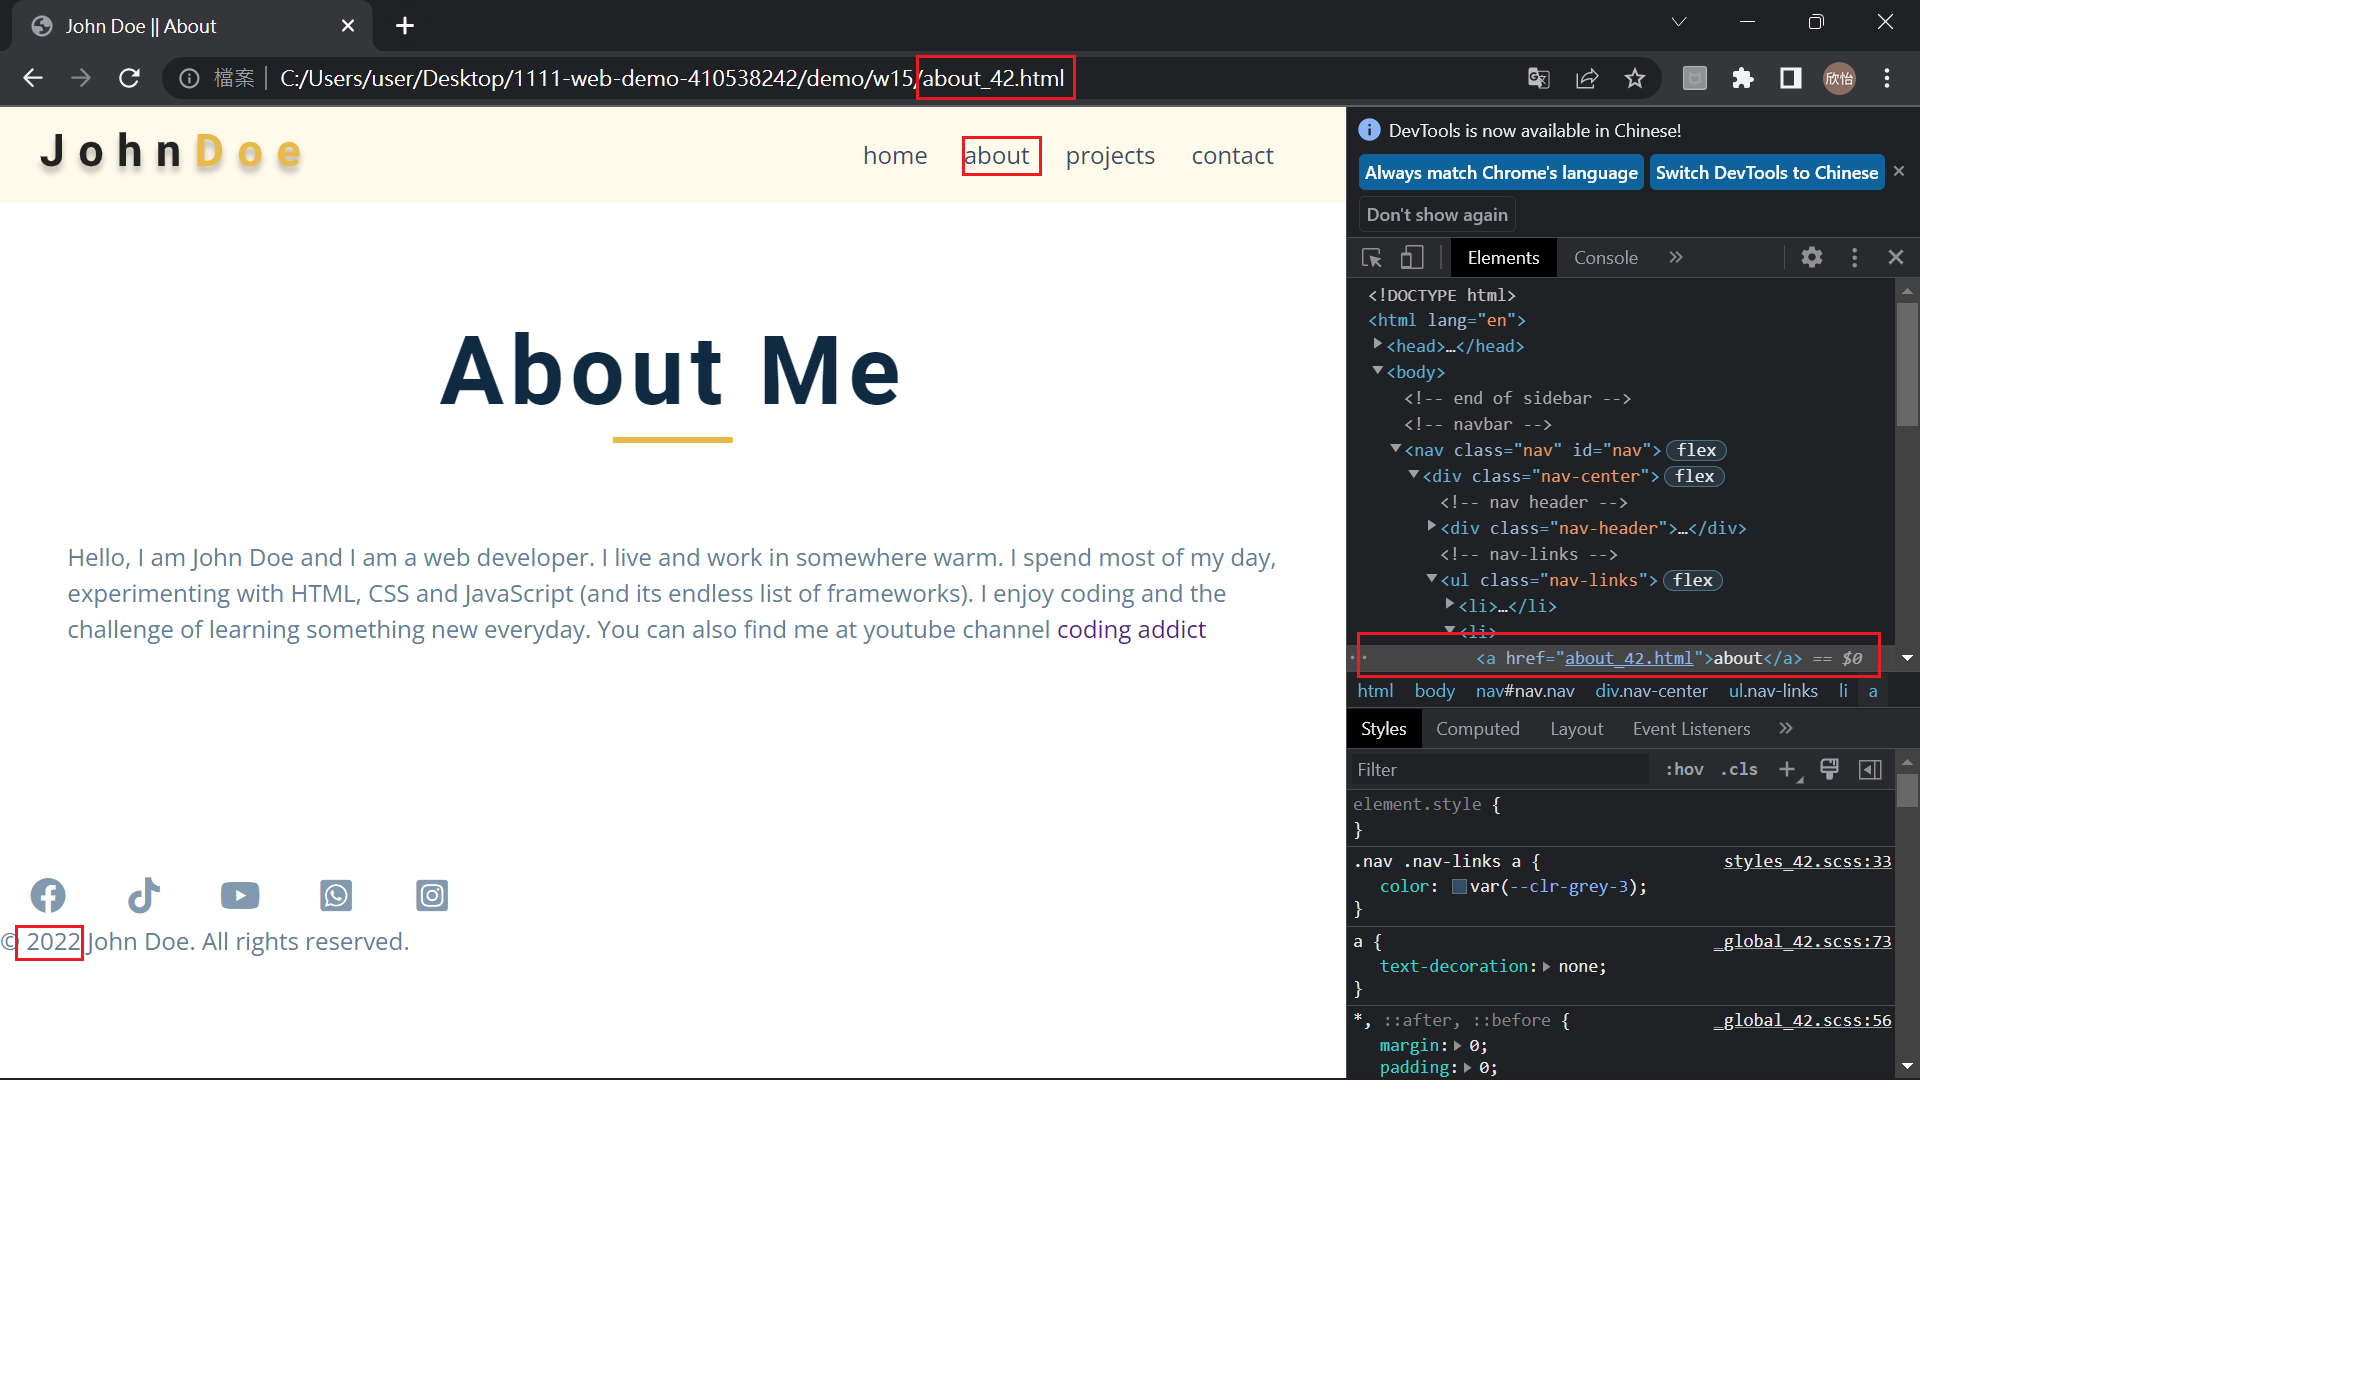 John Doe || About
檔案 | C:/Users/user/Desktop/1111-web-demo-410538242/demo/w15/about_42.html
欣怡
JohnDoe
home about projects contact
About Me
Hello, I am John Doe and I am a web developer. I live and work in somewhere warm. I spend most of my day,
experimenting with HTML, CSS and JavaScript (and its endless list of frameworks). I enjoy coding and the
challenge of learning something new everyday. You can also find me at youtube channel coding addict
© 2022 John Doe. All rights reserved.
DevTools is now available in Chinese!
Always match Chrome's language Switch DevTools to Chinese
Don't show again
Elements Console
<!DOCTYPE html>
<html lang="en">
<head>…</head>
<body>
<!-- end of sidebar -->
<!-- navbar -->
<nav class="nav" id="nav"> flex
<div class="nav-center"> flex
<!-- nav header -->
<div class="nav-header">…</div>
<!-- nav-links -->
<ul class="nav-links"> flex
<li>…</li>
<li>
<a href="about_42.html">about</a> == $0
html body nav#nav.nav div.nav-center ul.nav-links li a
Styles Computed Layout Event Listeners
Filter :hov .cls
element.style {
}
.nav .nav-links a { styles_42.scss:33
color: var(--clr-grey-3);
}
a { _global_42.scss:73
text-decoration: none;
}
*, ::after, ::before { _global_42.scss:56
margin: 0;
padding: 0;